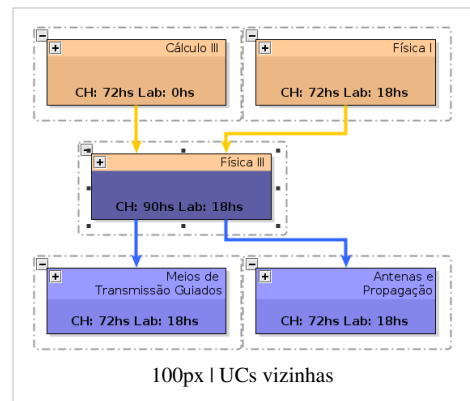 Cálculo III
CH: 72hs Lab: 0hs
Física I
CH: 72hs Lab: 18hs
Física III
CH: 90hs Lab: 18hs
Meios de
Transmissão Guiados
CH: 72hs Lab: 18hs
Antenas e
Propagação
CH: 72hs Lab: 18hs
100px | UCs vizinhas